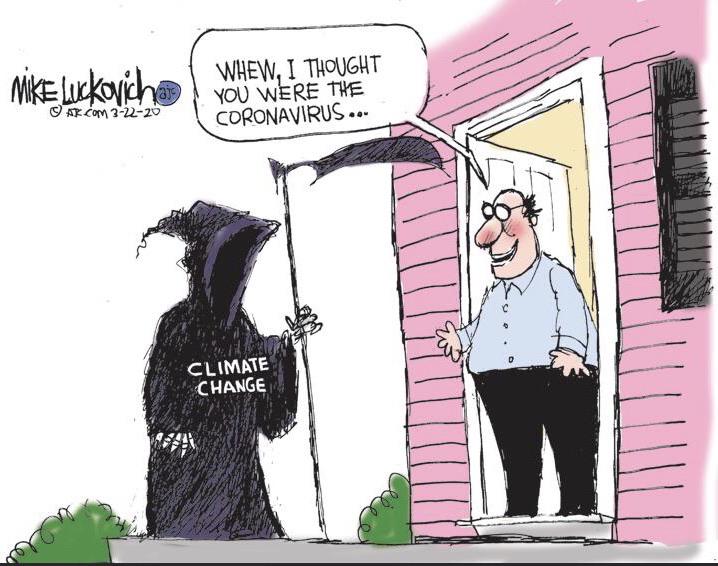 MIKE LUCKOVICH ajc
© AJC.COM 3-22-20
WHEW, I THOUGHT
YOU WERE THE
CORONAVIRUS...
CLIMATE
CHANGE